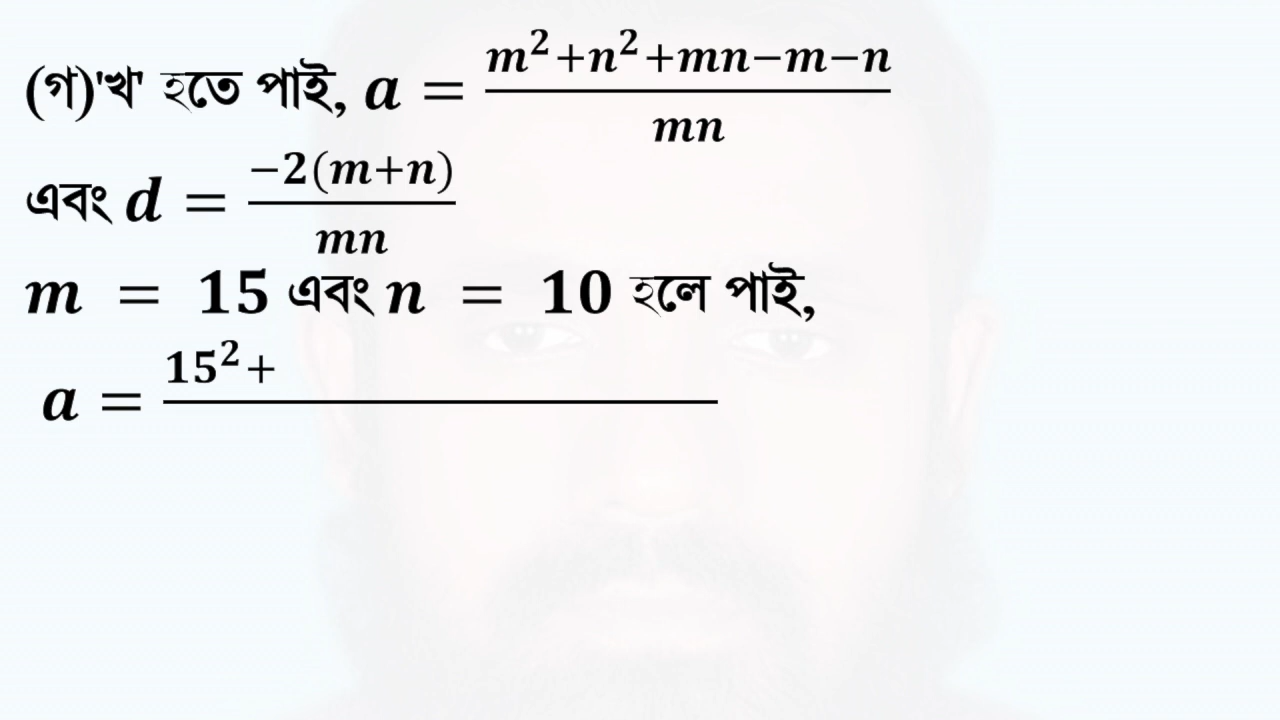 (গ)'খ' হতে পাই, a = (m²+n²+mn−m−n)/mn
এবং d = −2(m+n)/mn
m = 15 এবং n = 10 হলে পাই,
a = 15²+